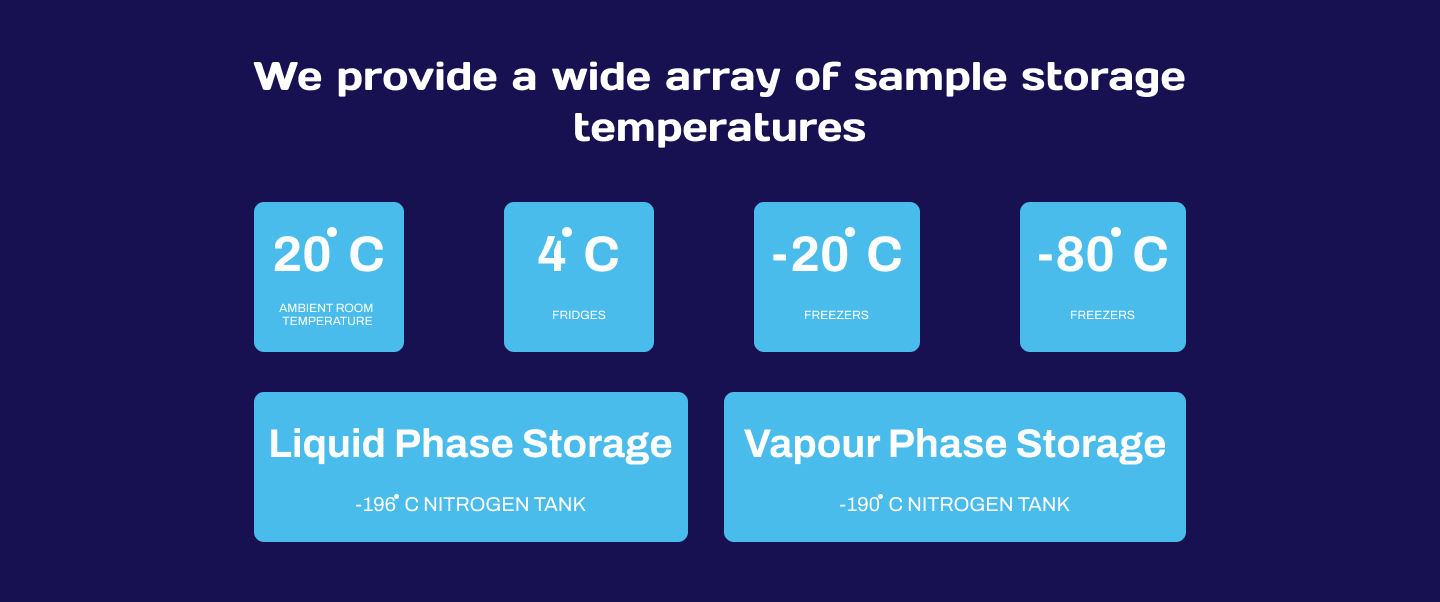 We provide a wide array of sample storage
temperatures
20° C
AMBIENT ROOM
TEMPERATURE
4° C
FRIDGES
-20° C
FREEZERS
-80° C
FREEZERS
Liquid Phase Storage
-196° C NITROGEN TANK
Vapour Phase Storage
-190° C NITROGEN TANK